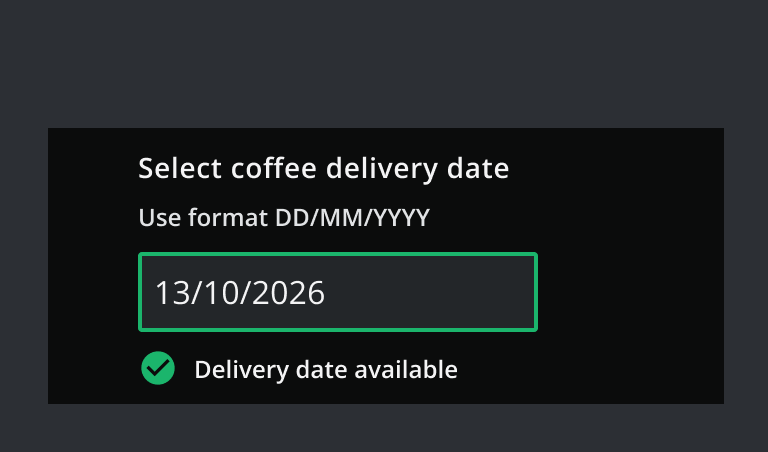 Select coffee delivery date
Use format DD/MM/YYYY
13/10/2026
Delivery date available